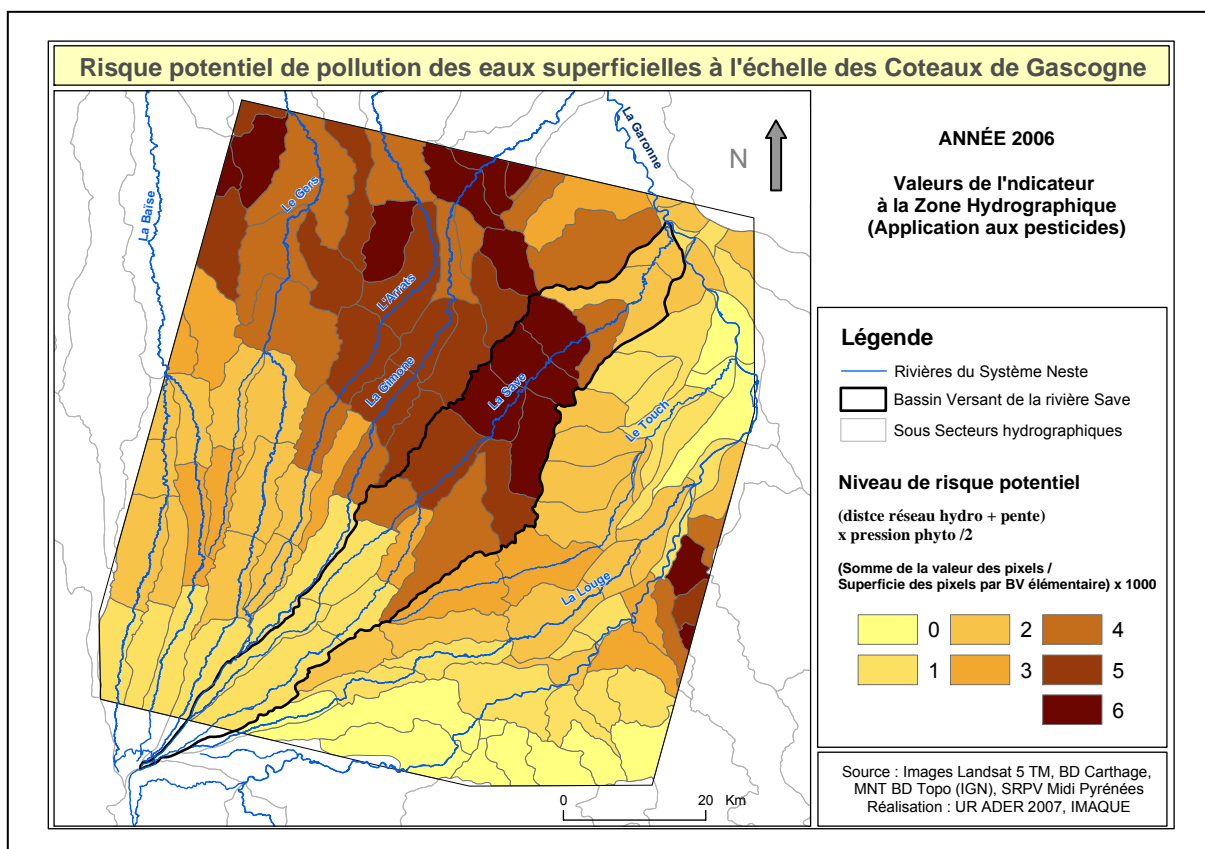 Risque potentiel de pollution des eaux superficielles à l'échelle des Coteaux de Gascogne
La Garonne
N
La Baïse
Le Gers
L'Arrats
La Gimone
La Save
Le Touch
La Louge
0 20 Km
ANNÉE 2006
Valeurs de l'Indicateur
à la Zone Hydrographique
(Application aux pesticides)
Légende
Rivières du Système Neste
Bassin Versant de la rivière Save
Sous Secteurs hydrographiques
Niveau de risque potentiel
(distce réseau hydro + pente)
x pression phyto /2
(Somme de la valeur des pixels /
Superficie des pixels par BV élémentaire) x 1000
0 2 4
1 3 5
6
Source : Images Landsat 5 TM, BD Carthage,
MNT BD Topo (IGN), SRPV Midi Pyrénées
Réalisation : UR ADER 2007, IMAQUE